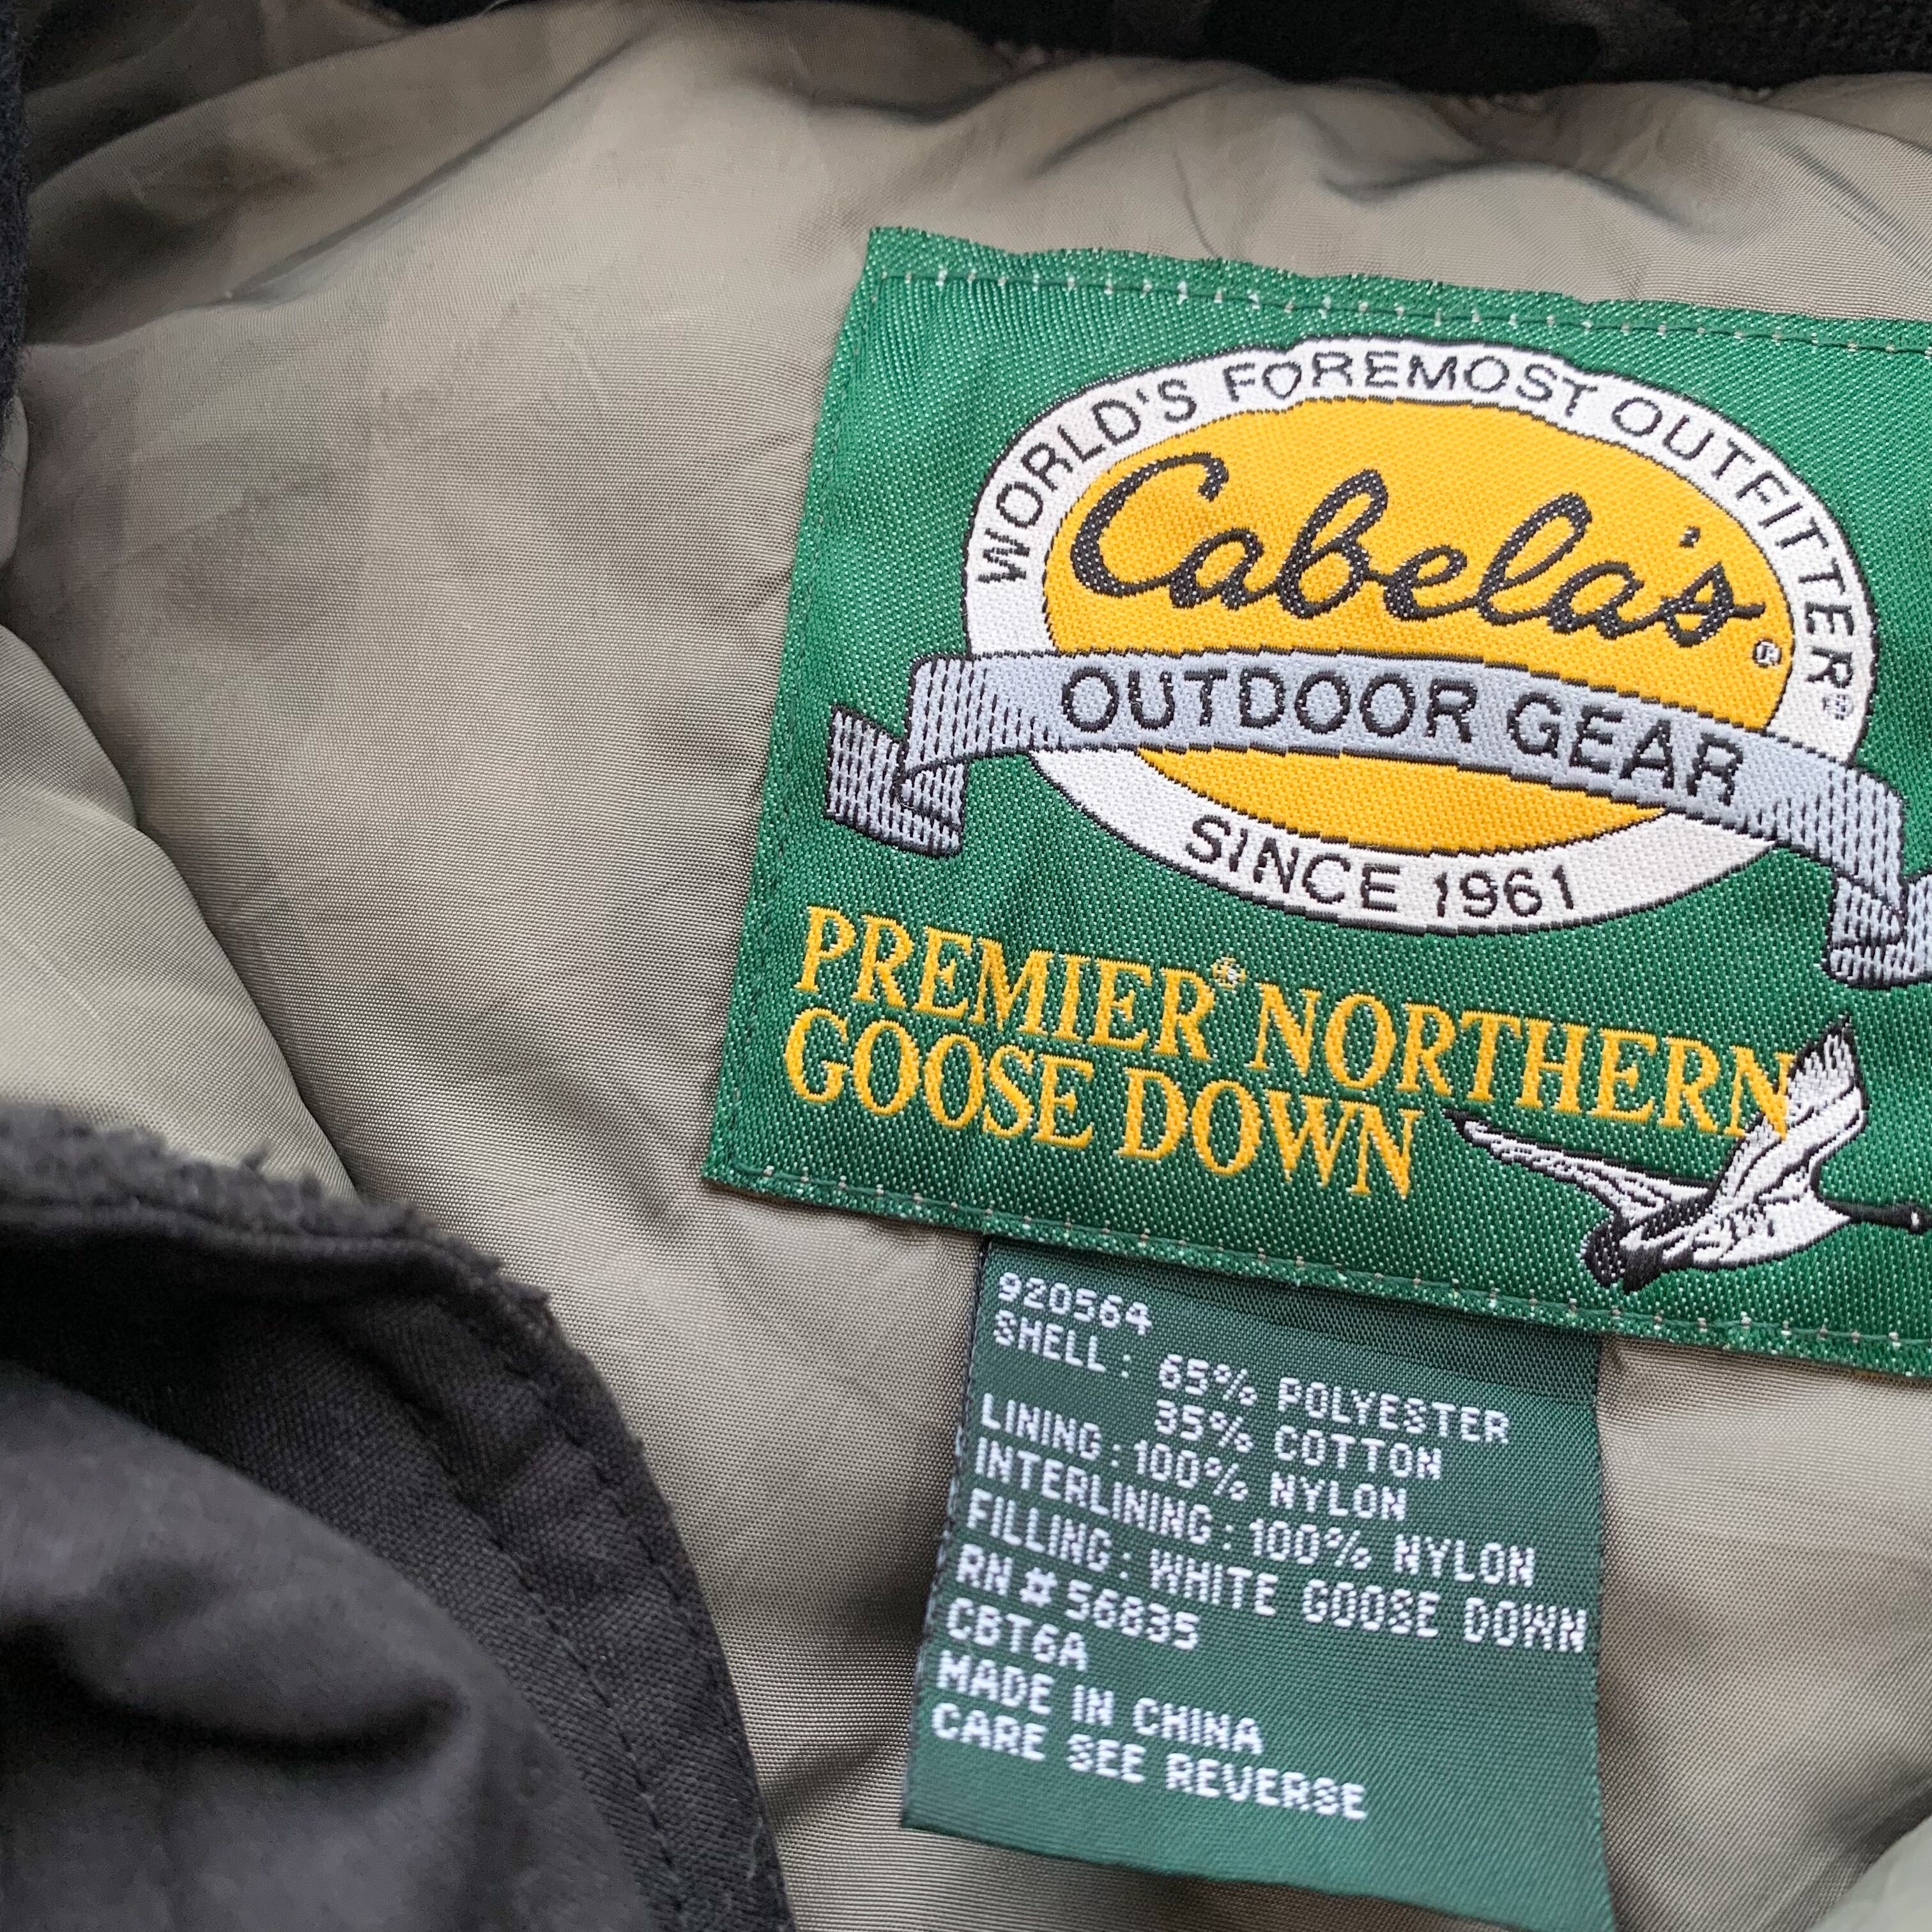 WORLD'S FOREMOST OUTFITTER®
Cabela's®
OUTDOOR GEAR
SINCE 1961
PREMIER® NORTHERN
GOOSE DOWN
920564
SHELL: 65% POLYESTER
35% COTTON
LINING: 100% NYLON
INTERLINING: 100% NYLON
FILLING: WHITE GOOSE DOWN
RN # 56835
CBT6A
MADE IN CHINA
CARE SEE REVERSE